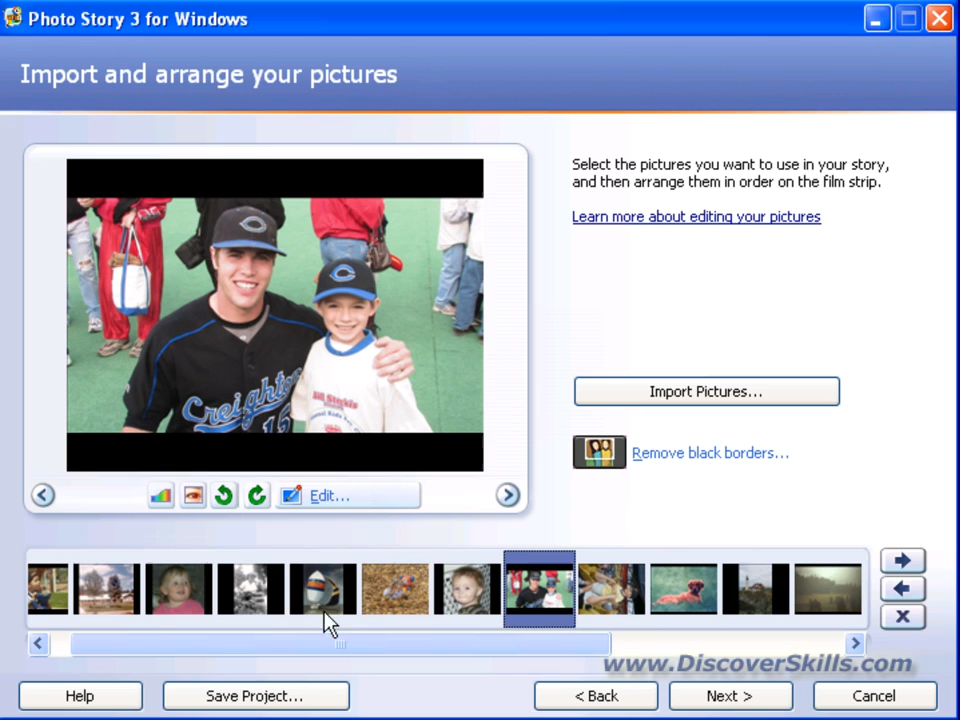 Photo Story 3 for Windows
Import and arrange your pictures
Select the pictures you want to use in your story,
and then arrange them in order on the film strip.
Learn more about editing your pictures
C
C
Creighton
Import Pictures...
Remove black borders...
Edit...
www.DiscoverSkills.com
Help
Save Project...
< Back
Next >
Cancel